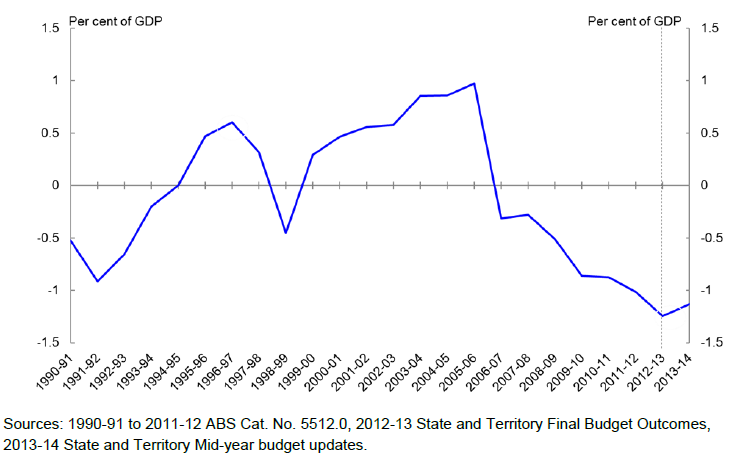 Per cent of GDP Per cent of GDP
1.5 1.5
1 1
0.5 0.5
0 0
-0.5 -0.5
-1 -1
-1.5 -1.5
1990-91 1991-92 1992-93 1993-94 1994-95 1995-96 1996-97 1997-98 1998-99 1999-00 2000-01 2001-02 2002-03 2003-04 2004-05 2005-06 2006-07 2007-08 2008-09 2009-10 2010-11 2011-12 2012-13 2013-14
Sources: 1990-91 to 2011-12 ABS Cat. No. 5512.0, 2012-13 State and Territory Final Budget Outcomes,
2013-14 State and Territory Mid-year budget updates.